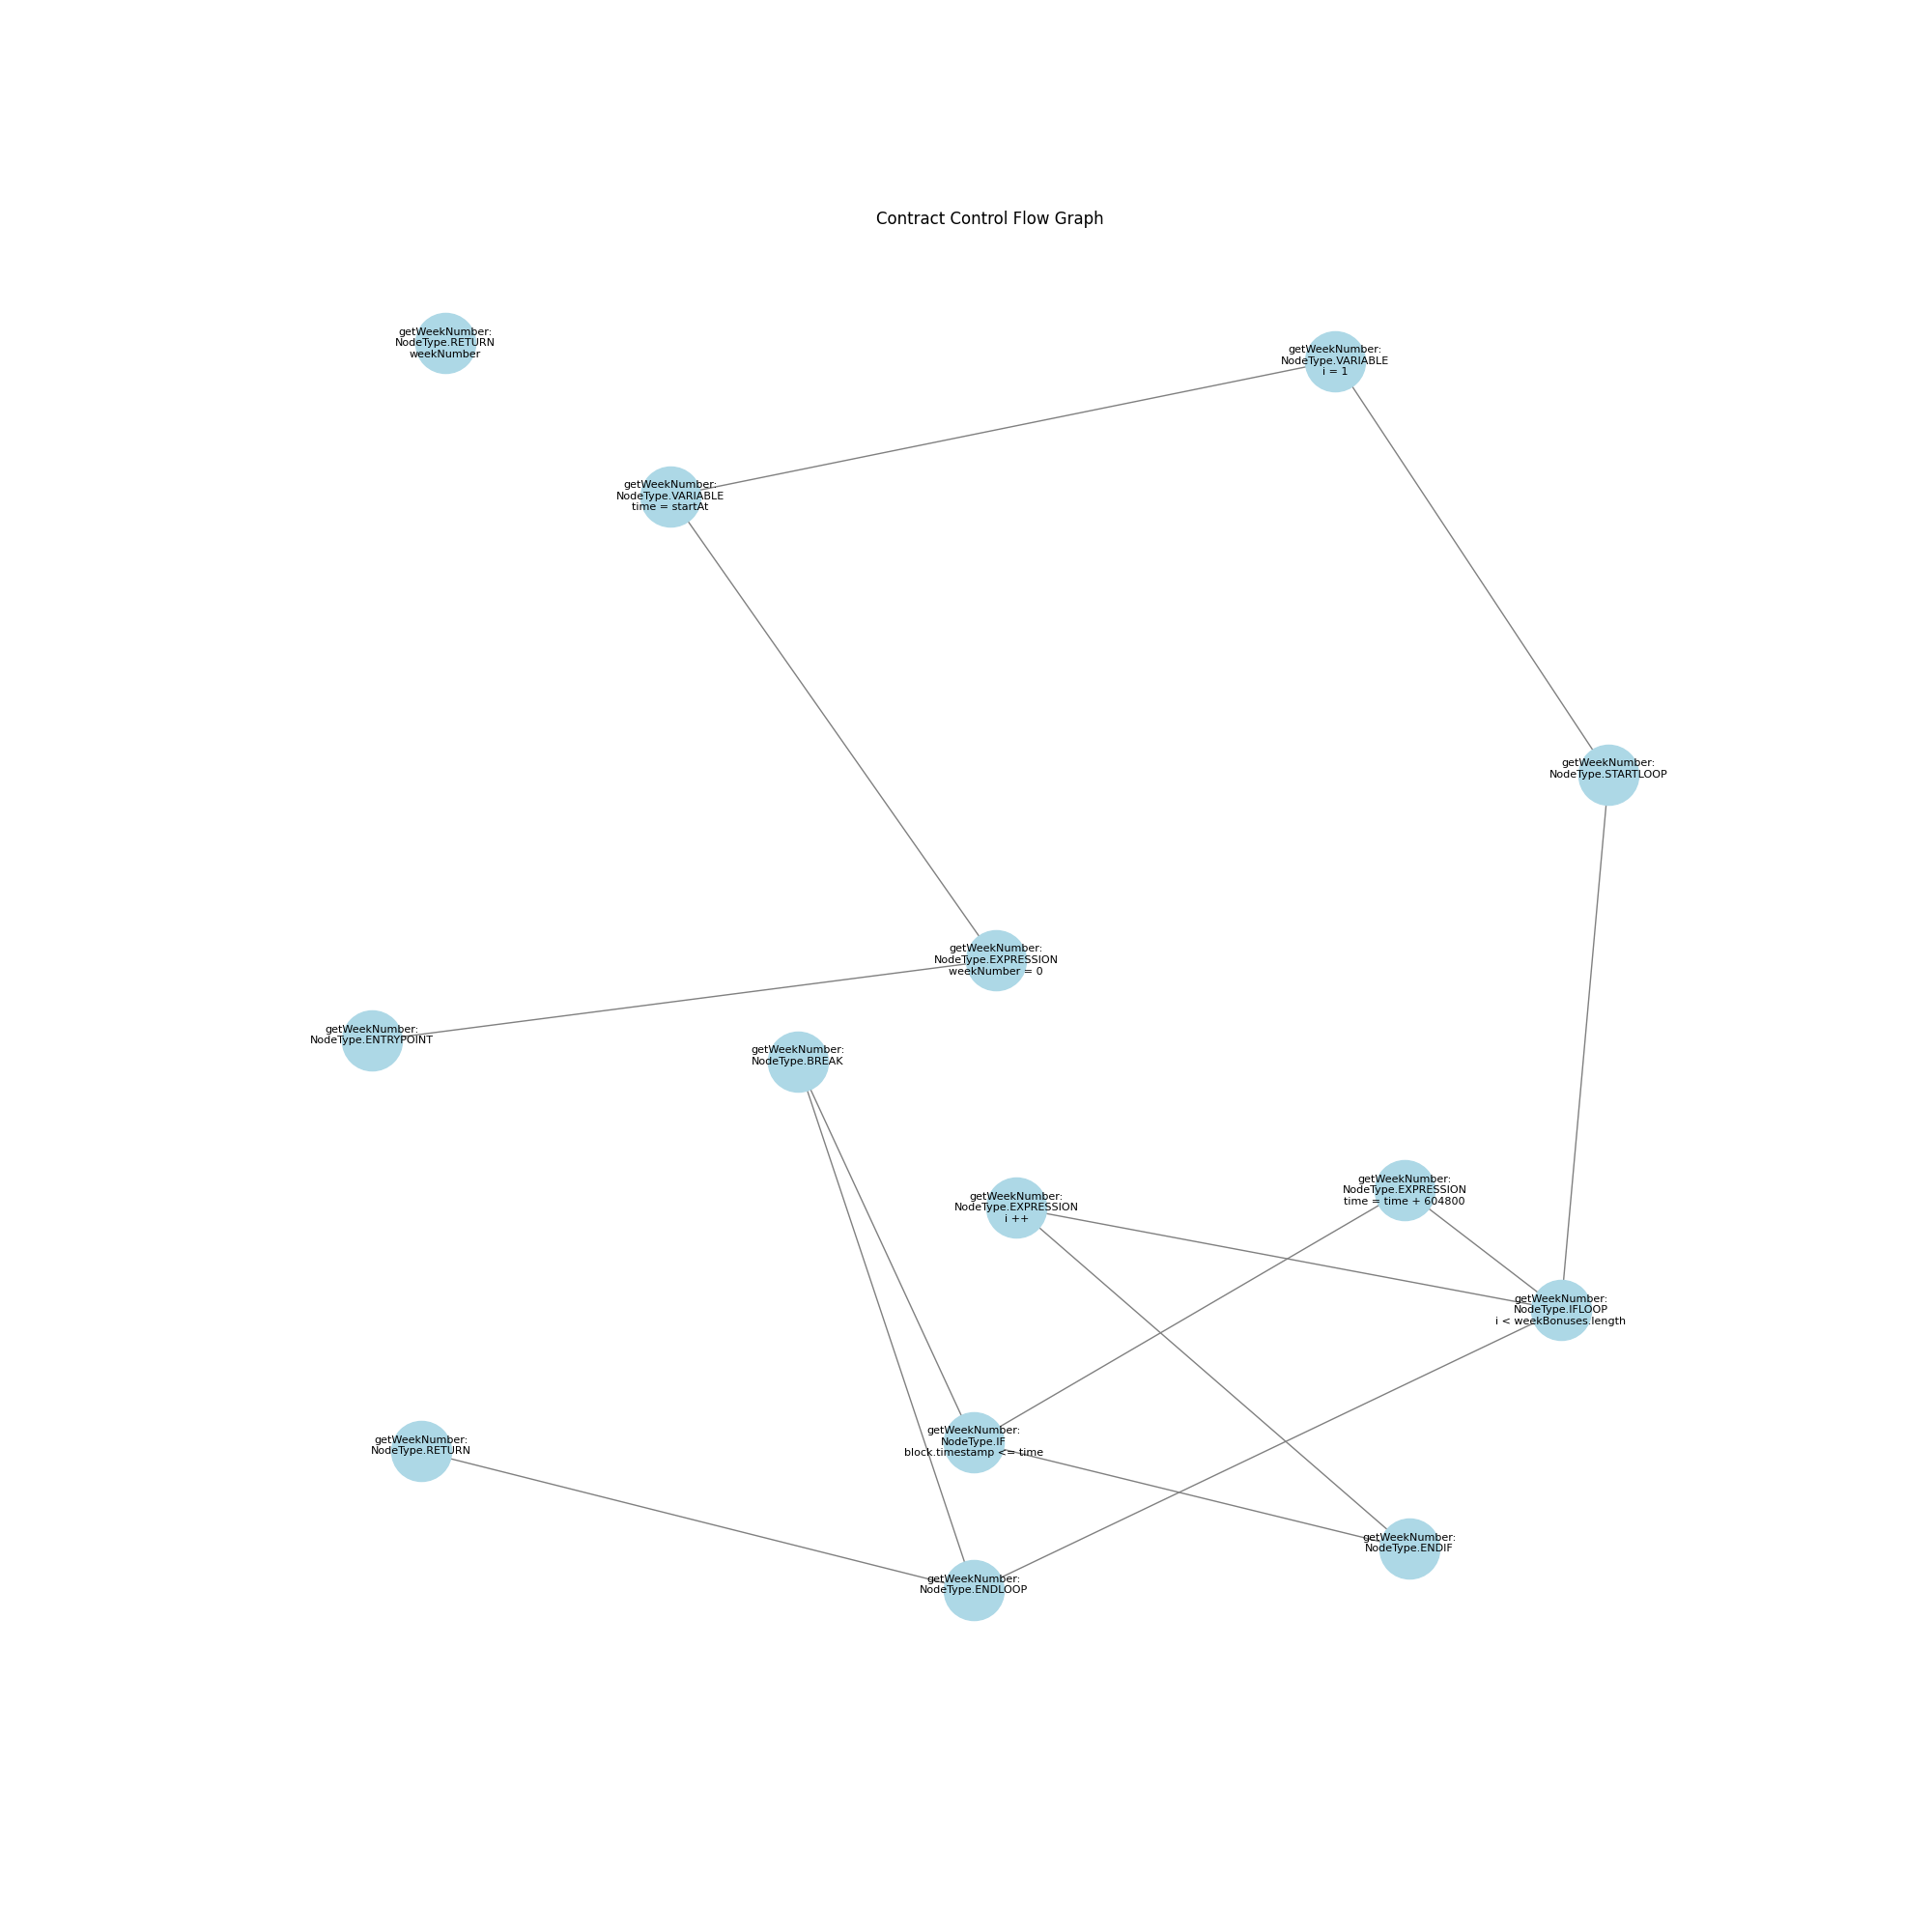 Contract Control Flow Graph
getWeekNumber:
NodeType.RETURN
weekNumber
getWeekNumber:
NodeType.VARIABLE
i = 1
getWeekNumber:
NodeType.VARIABLE
time = startAt
getWeekNumber:
NodeType.STARTLOOP
getWeekNumber:
NodeType.EXPRESSION
weekNumber = 0
getWeekNumber:
NodeType.ENTRYPOINT
getWeekNumber:
NodeType.BREAK
getWeekNumber:
NodeType.EXPRESSION
time = time + 604800
getWeekNumber:
NodeType.EXPRESSION
i ++
getWeekNumber:
NodeType.IFLOOP
i < weekBonuses.length
getWeekNumber:
NodeType.IF
block.timestamp <= time
getWeekNumber:
NodeType.RETURN
getWeekNumber:
NodeType.ENDIF
getWeekNumber:
NodeType.ENDLOOP